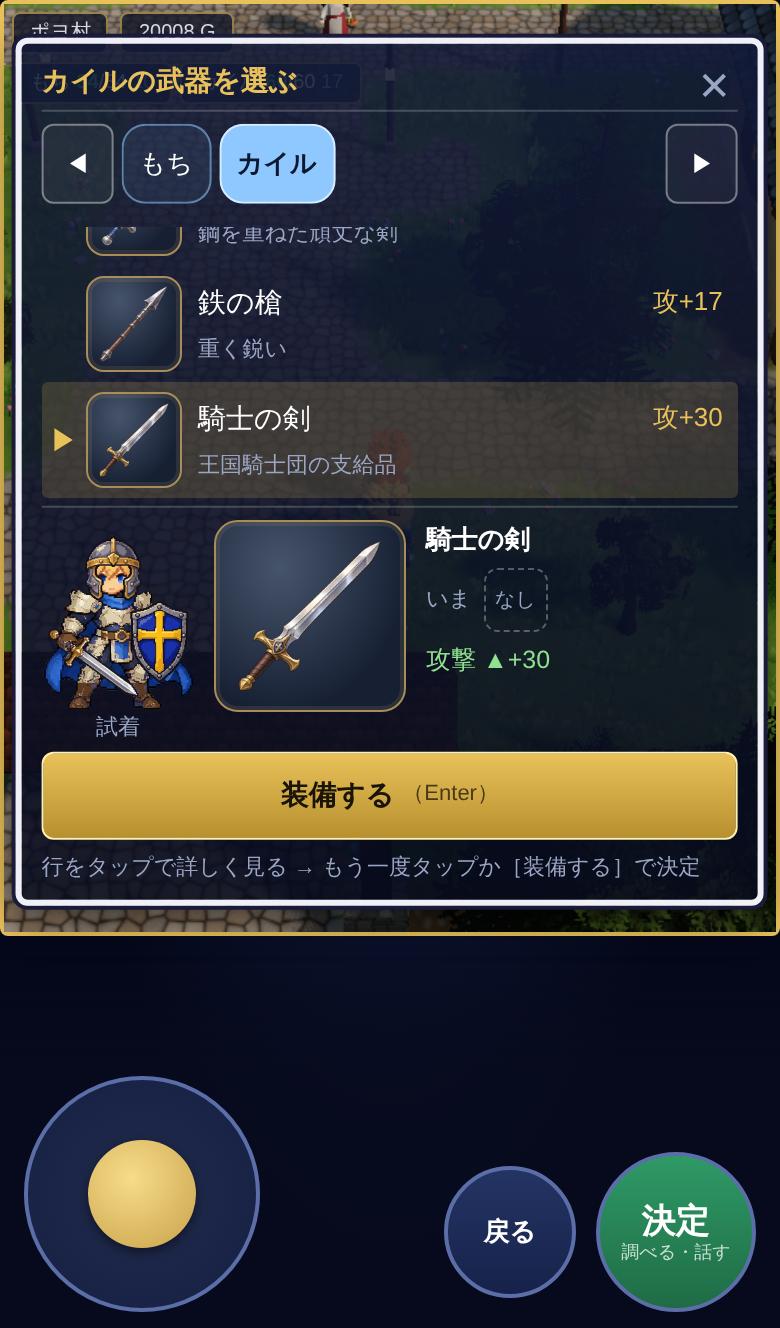 ポヨ村
20008 G
カイルの武器を選ぶ
✕
◀
もち
カイル
▶
鋼を重ねた頑丈な剣
鉄の槍
攻+17
重く鋭い
▶
騎士の剣
攻+30
王国騎士団の支給品
騎士の剣
いま
なし
攻撃 ▲+30
試着
装備する （Enter）
行をタップで詳しく見る → もう一度タップか［装備する］で決定
戻る
決定
調べる・話す